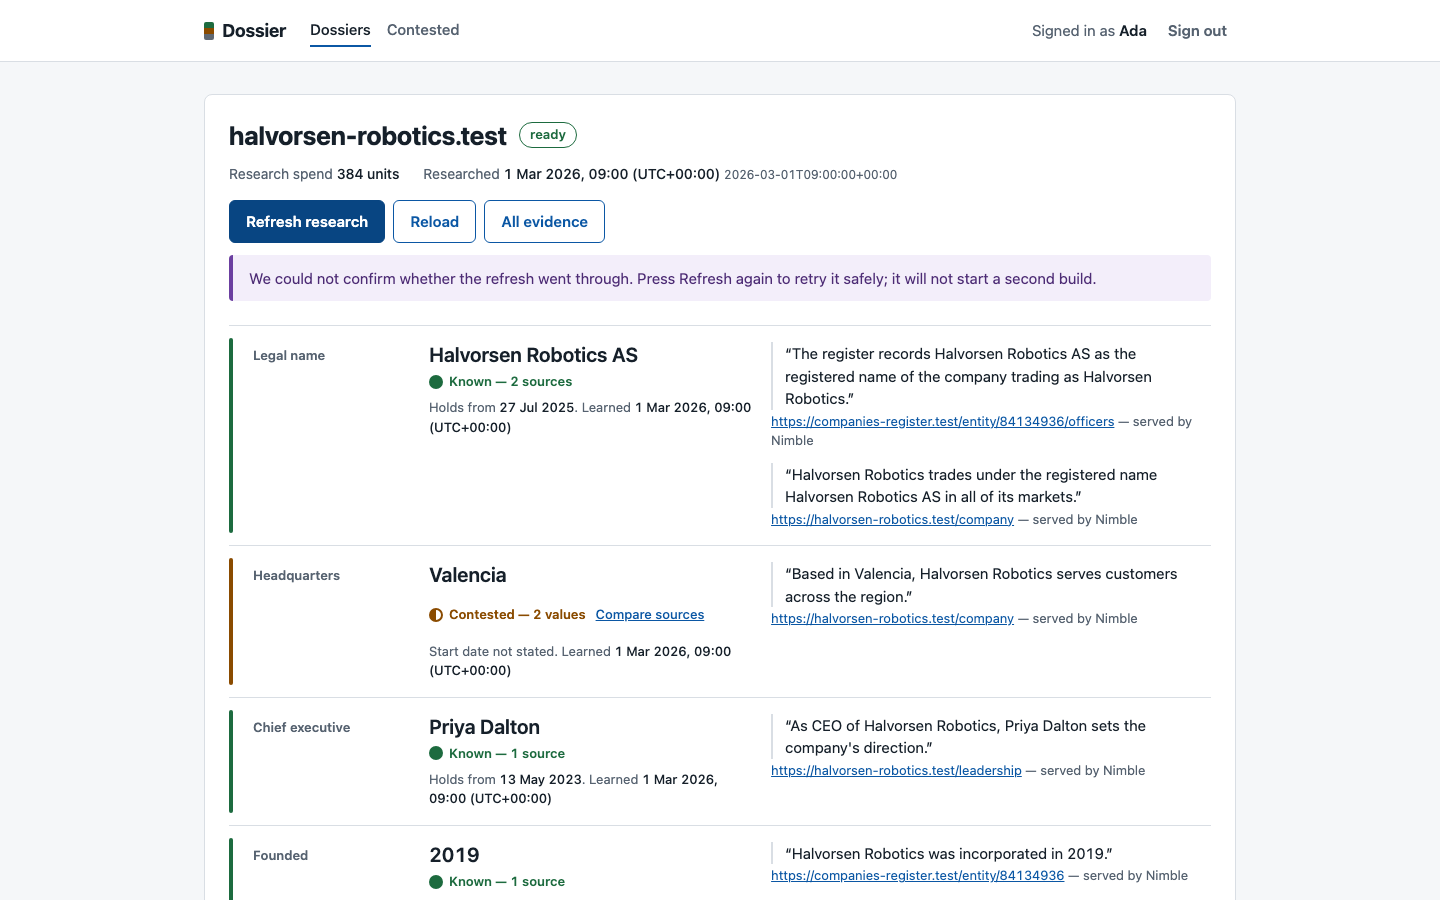 Dossier
Dossiers
Contested
Signed in as Ada
Sign out
halvorsen-robotics.test
ready
Research spend 384 units
Researched 1 Mar 2026, 09:00 (UTC+00:00) 2026-03-01T09:00:00+00:00
Refresh research
Reload
All evidence
We could not confirm whether the refresh went through. Press Refresh again to retry it safely; it will not start a second build.
Legal name
Halvorsen Robotics AS
Known — 2 sources
Holds from 27 Jul 2025. Learned 1 Mar 2026, 09:00
(UTC+00:00)
“The register records Halvorsen Robotics AS as the
registered name of the company trading as Halvorsen
Robotics.”
https://companies-register.test/entity/84134936/officers — served by
Nimble
“Halvorsen Robotics trades under the registered name
Halvorsen Robotics AS in all of its markets.”
https://halvorsen-robotics.test/company — served by Nimble
Headquarters
Valencia
Contested — 2 values Compare sources
Start date not stated. Learned 1 Mar 2026, 09:00
(UTC+00:00)
“Based in Valencia, Halvorsen Robotics serves customers
across the region.”
https://halvorsen-robotics.test/company — served by Nimble
Chief executive
Priya Dalton
Known — 1 source
Holds from 13 May 2023. Learned 1 Mar 2026,
09:00 (UTC+00:00)
“As CEO of Halvorsen Robotics, Priya Dalton sets the
company's direction.”
https://halvorsen-robotics.test/leadership — served by Nimble
Founded
2019
Known — 1 source
“Halvorsen Robotics was incorporated in 2019.”
https://companies-register.test/entity/84134936 — served by Nimble